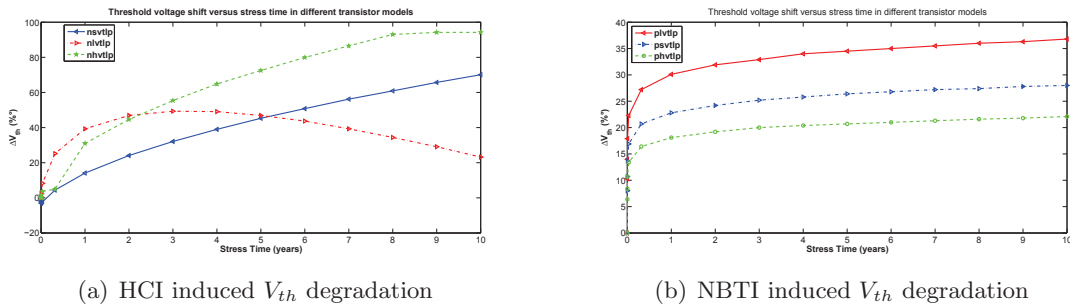 Threshold voltage shift versus stress time in different transistor models
100
80
60
40
20
0
−20
ΔV_th (%°)
nsvtlp
nlvtlp
nhvtlp
0 1 2 3 4 5 6 7 8 9 10
Stress Time (years)
(a) HCI induced V_th degradation
Threshold voltage shift versus stress time in different transistor models
40
35
30
25
20
15
10
5
0
ΔV_th (%°)
plvtlp
psvtlp
phvtlp
0 1 2 3 4 5 6 7 8 9 10
Stress Time (years)
(b) NBTI induced V_th degradation